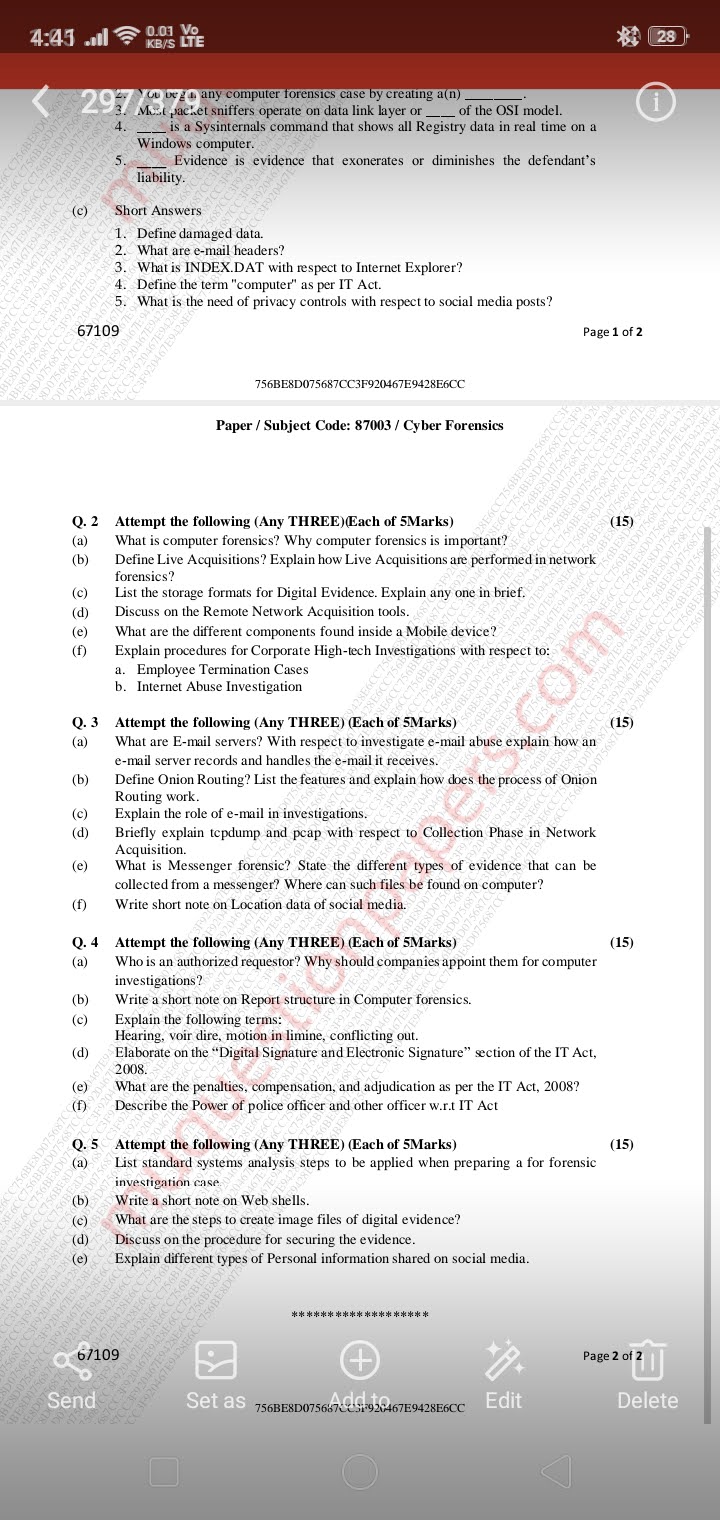 4:45
0.01 KB/S
Vo LTE
28
297/379
2. You begin any computer forensics case by creating a(n) ________.
3. Most packet sniffers operate on data link layer or ____ of the OSI model.
4. ____ is a Sysinternals command that shows all Registry data in real time on a
Windows computer.
5. ____ Evidence is evidence that exonerates or diminishes the defendant's
liability.
(c) Short Answers
1. Define damaged data.
2. What are e-mail headers?
3. What is INDEX.DAT with respect to Internet Explorer?
4. Define the term "computer" as per IT Act.
5. What is the need of privacy controls with respect to social media posts?
67109 Page 1 of 2
756BE8D075687CC3F920467E9428E6CC
Paper / Subject Code: 87003 / Cyber Forensics
Q. 2 Attempt the following (Any THREE)(Each of 5Marks) (15)
(a) What is computer forensics? Why computer forensics is important?
(b) Define Live Acquisitions? Explain how Live Acquisitions are performed in network
forensics?
(c) List the storage formats for Digital Evidence. Explain any one in brief.
(d) Discuss on the Remote Network Acquisition tools.
(e) What are the different components found inside a Mobile device?
(f) Explain procedures for Corporate High-tech Investigations with respect to:
a. Employee Termination Cases
b. Internet Abuse Investigation
Q. 3 Attempt the following (Any THREE) (Each of 5Marks) (15)
(a) What are E-mail servers? With respect to investigate e-mail abuse explain how an
e-mail server records and handles the e-mail it receives.
(b) Define Onion Routing? List the features and explain how does the process of Onion
Routing work.
(c) Explain the role of e-mail in investigations.
(d) Briefly explain tcpdump and pcap with respect to Collection Phase in Network
Acquisition.
(e) What is Messenger forensic? State the different types of evidence that can be
collected from a messenger? Where can such files be found on computer?
(f) Write short note on Location data of social media.
Q. 4 Attempt the following (Any THREE) (Each of 5Marks) (15)
(a) Who is an authorized requestor? Why should companies appoint them for computer
investigations?
(b) Write a short note on Report structure in Computer forensics.
(c) Explain the following terms:
Hearing, voir dire, motion in limine, conflicting out.
(d) Elaborate on the “Digital Signature and Electronic Signature” section of the IT Act,
2008.
(e) What are the penalties, compensation, and adjudication as per the IT Act, 2008?
(f) Describe the Power of police officer and other officer w.r.t IT Act
Q. 5 Attempt the following (Any THREE) (Each of 5Marks) (15)
(a) List standard systems analysis steps to be applied when preparing a for forensic
investigation case.
(b) Write a short note on Web shells.
(c) What are the steps to create image files of digital evidence?
(d) Discuss on the procedure for securing the evidence.
(e) Explain different types of Personal information shared on social media.
*******************
67109 Page 2 of 2
Send Set as Add to Edit Delete
756BE8D075687CC3F920467E9428E6CC
muquestionpapers.com